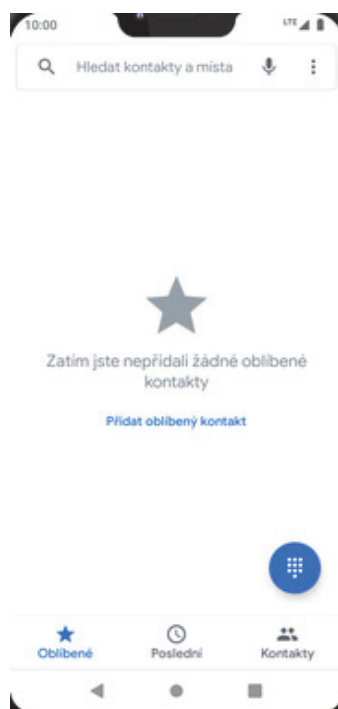 10:00
LTE
Hledat kontakty a místa
Zatím jste nepřidali žádné oblíbené
kontakty
Přidat oblíbený kontakt
Oblíbené
Poslední
Kontakty